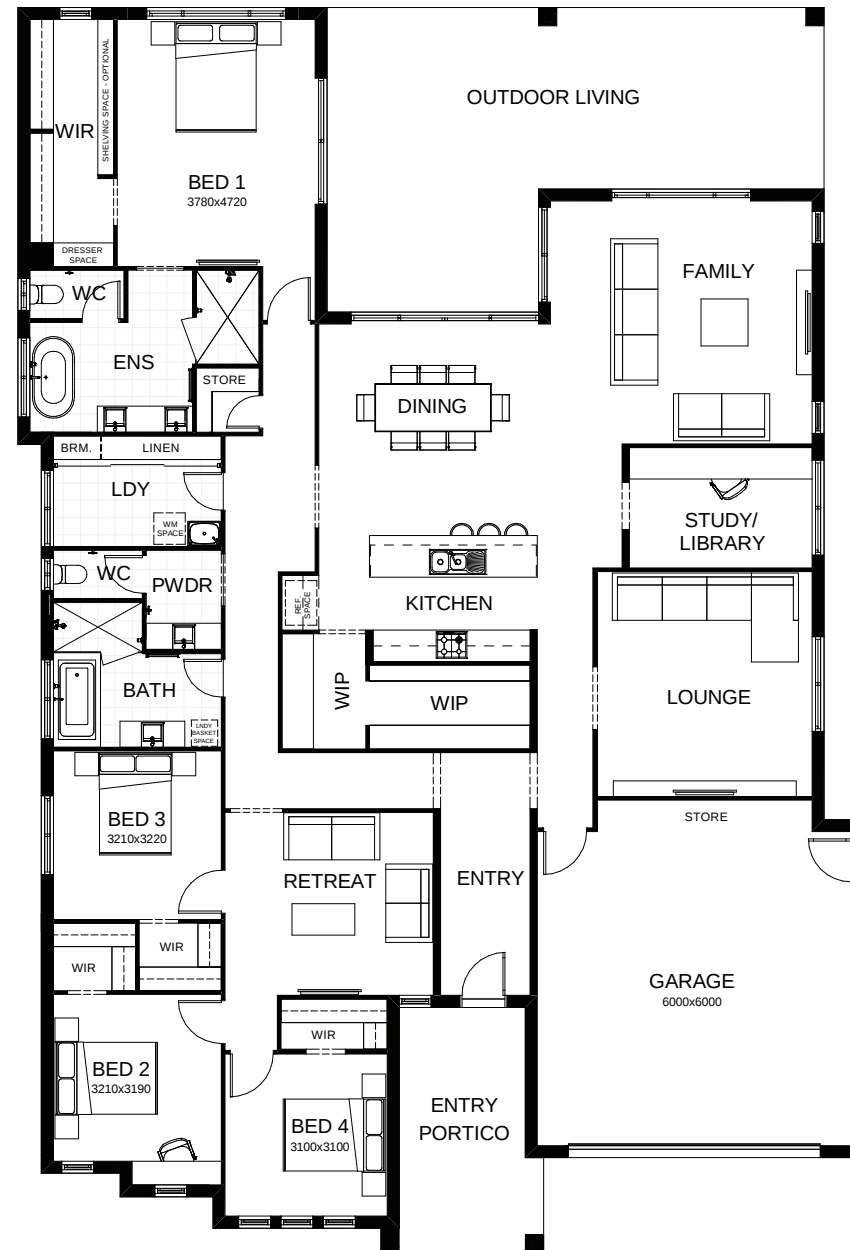 SHELVING SPACE - OPTIONAL
WIR
OUTDOOR LIVING
BED 1
3780x4720
DRESSER
SPACE
FAMILY
WC
ENS
STORE
DINING
BRM.
LINEN
LDY
WM
SPACE
STUDY/
LIBRARY
WC
PWDR
REF.
SPACE
KITCHEN
BATH
WIP
WIP
LOUNGE
LNDY
BASKET
SPACE
BED 3
3210x3220
STORE
RETREAT
ENTRY
WIR
WIR
GARAGE
6000x6000
WIR
BED 2
3210x3190
BED 4
3100x3100
ENTRY
PORTICO